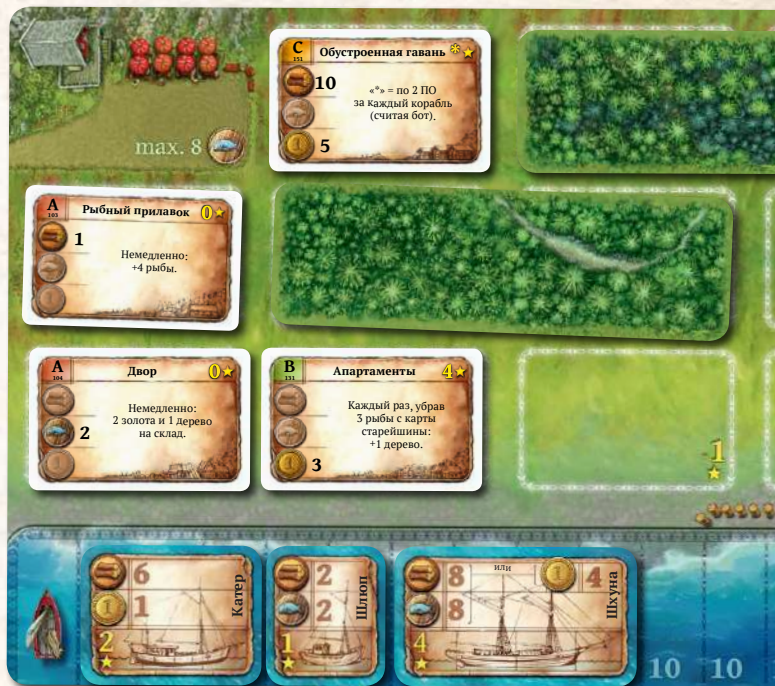 max. 8
C
151
Обустроенная гавань *
10
5
«*» = по 2 ПО
за каждый корабль
(считая бот).
A
103
Рыбный прилавок 0
1
Немедленно:
+4 рыбы.
A
104
Двор 0
2
Немедленно:
2 золота и 1 дерево
на склад.
B
131
Апартаменты 4
3
Каждый раз, убрав
3 рыбы с карты
старейшины:
+1 дерево.
-1
6
1
2
Катер
2
2
1
Шлюп
8 или 4
8
4
Шхуна
10 10